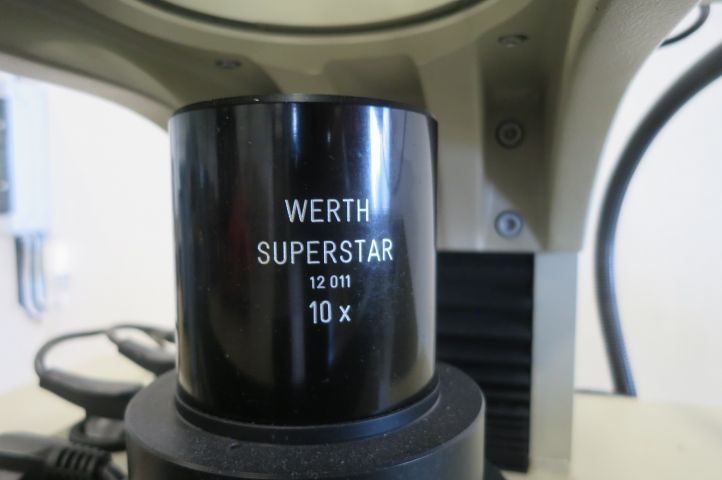 WERTH
SUPERSTAR
12 011
10 x